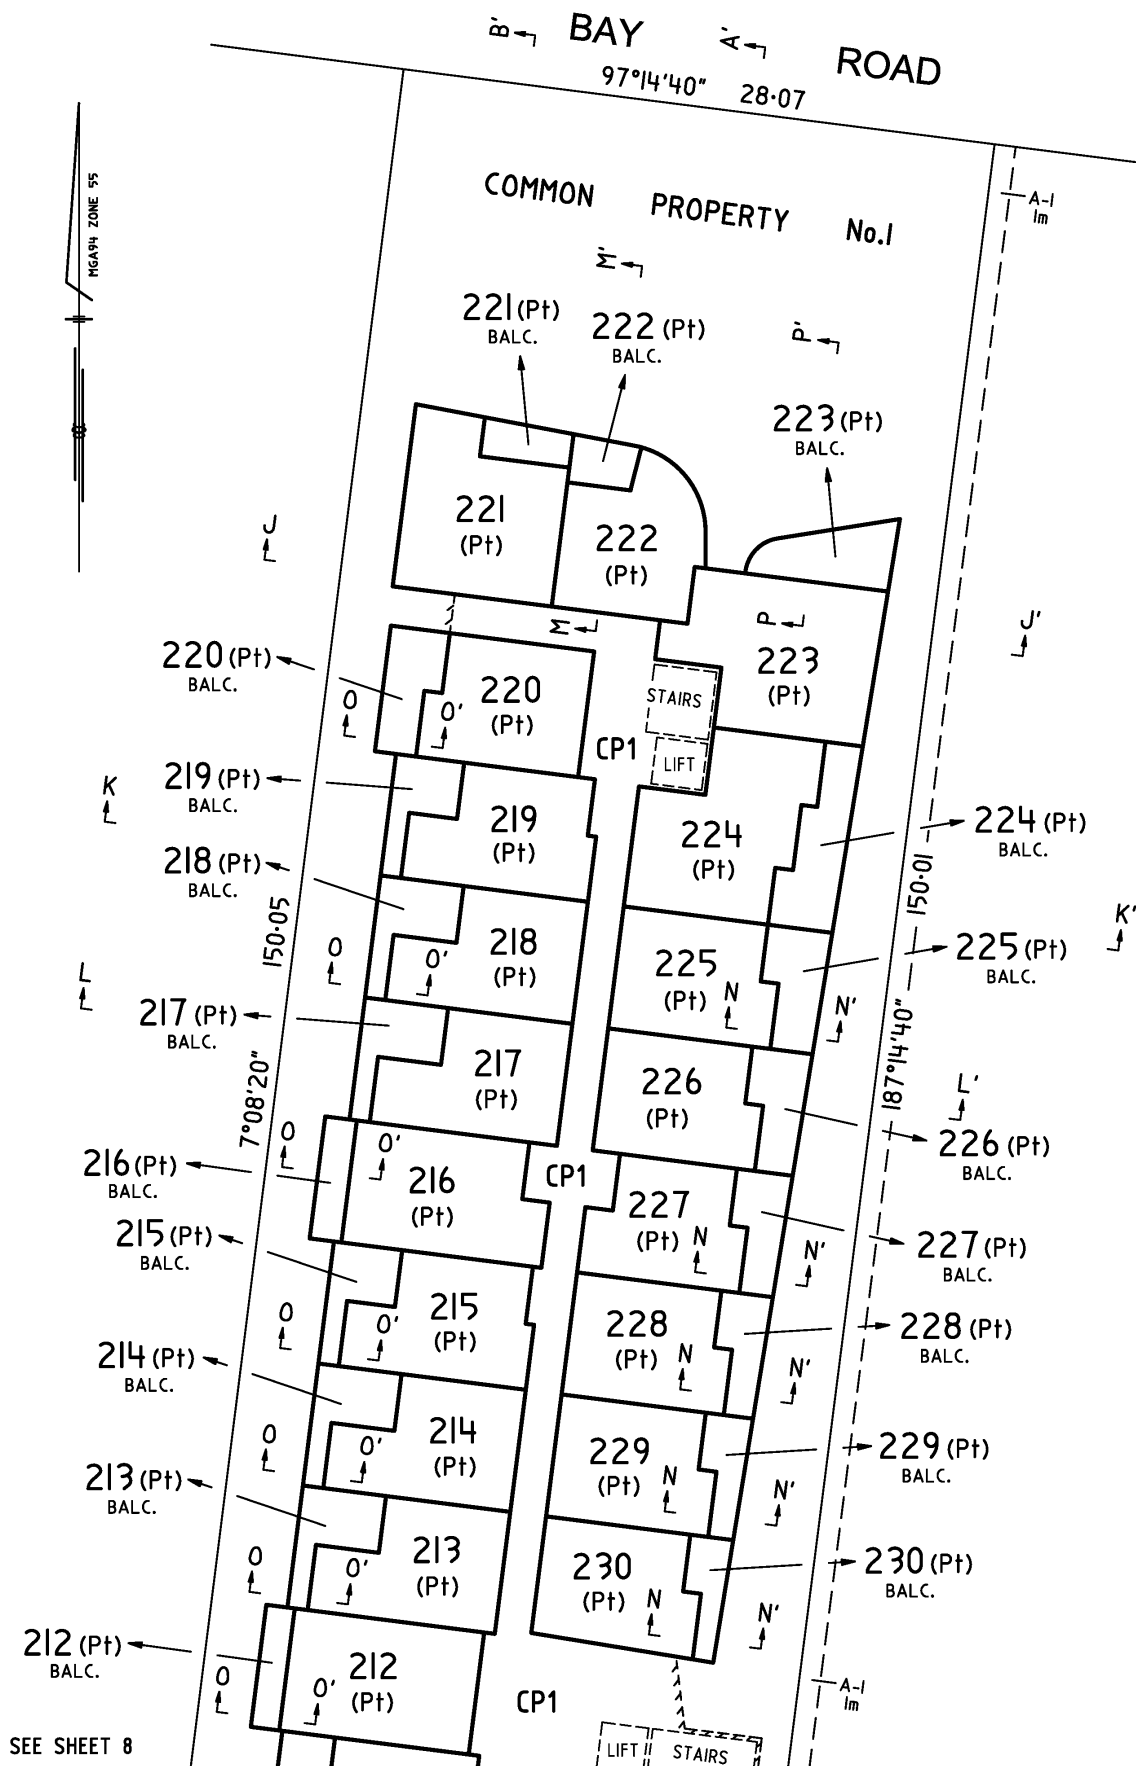 B'
BAY
A'
ROAD
97°14'40"
28·07
MGA94 ZONE 55
COMMON PROPERTY No.1
A-1
1m
M'
221 (Pt)
BALC.
222 (Pt)
BALC.
P'
223 (Pt)
BALC.
221
(Pt)
222
(Pt)
J
M
P
J'
223
(Pt)
220 (Pt)
BALC.
O
O'
220
(Pt)
STAIRS
CP1
LIFT
K
219 (Pt)
BALC.
219
(Pt)
224
(Pt)
224 (Pt)
BALC.
218 (Pt)
BALC.
150·05
150·01
K'
O
O'
218
(Pt)
225
(Pt)
N
N'
225 (Pt)
BALC.
L
217 (Pt)
BALC.
217
(Pt)
226
(Pt)
187°14'40"
L'
7°08'20"
226 (Pt)
BALC.
O
O'
216 (Pt)
BALC.
216
(Pt)
CP1
227
(Pt)
N
N'
227 (Pt)
BALC.
215 (Pt)
BALC.
O
O'
215
(Pt)
228
(Pt)
N
N'
228 (Pt)
BALC.
214 (Pt)
BALC.
O
O'
214
(Pt)
229
(Pt)
N
N'
229 (Pt)
BALC.
213 (Pt)
BALC.
O
O'
213
(Pt)
230
(Pt)
N
N'
230 (Pt)
BALC.
212 (Pt)
BALC.
O
O'
212
(Pt)
CP1
A-1
1m
SEE SHEET 8
LIFT
STAIRS